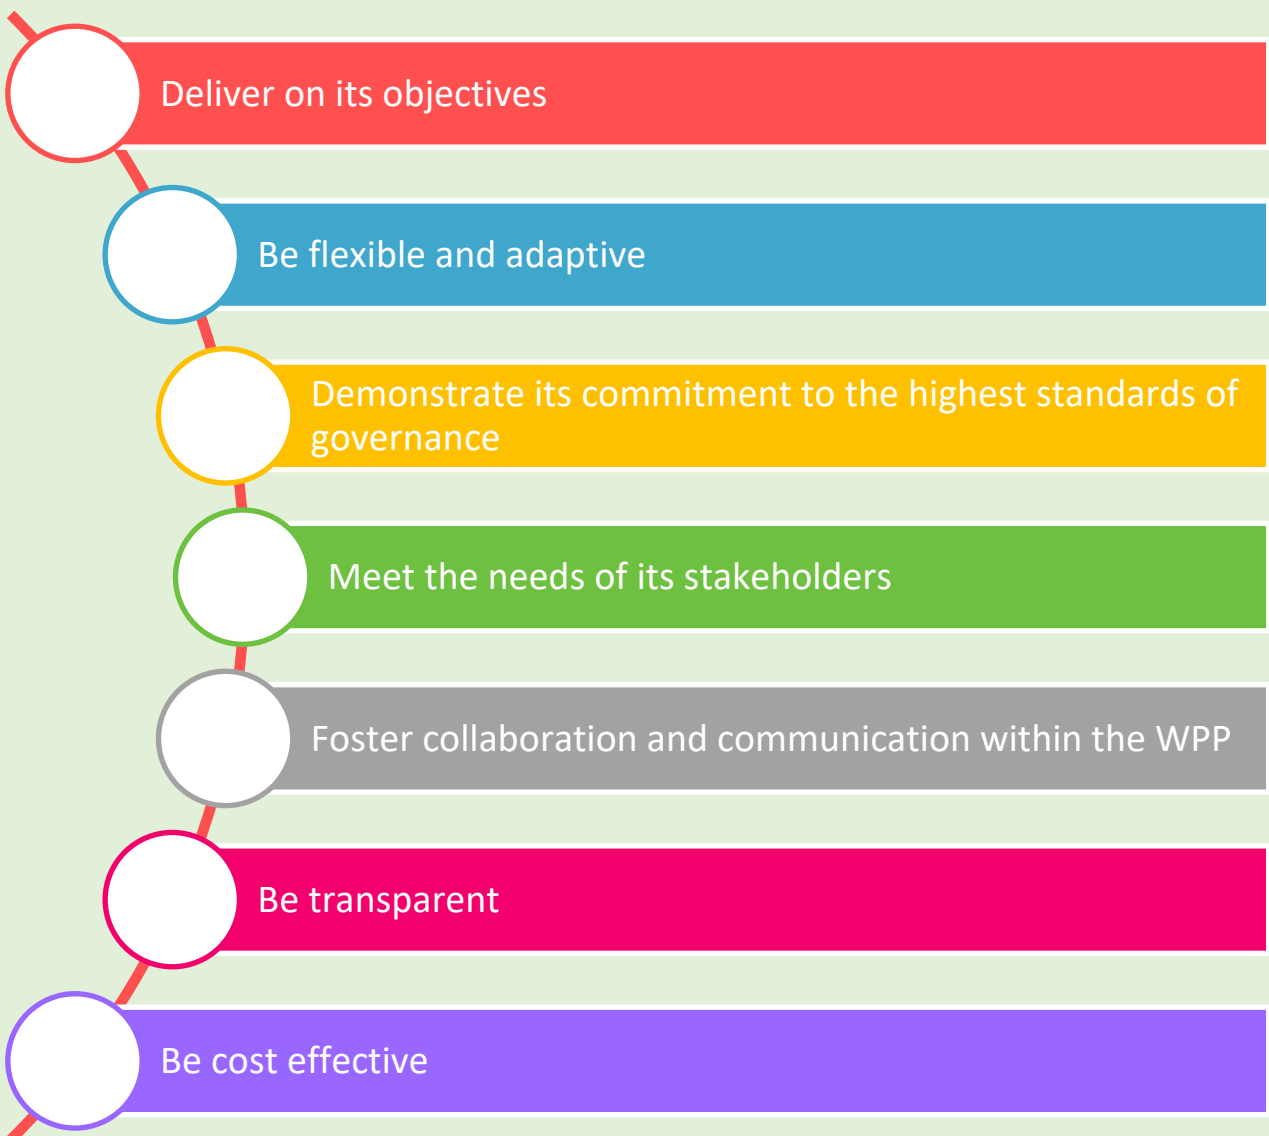 Deliver on its objectives
Be flexible and adaptive
Demonstrate its commitment to the highest standards of
governance
Meet the needs of its stakeholders
Foster collaboration and communication within the WPP
Be transparent
Be cost effective